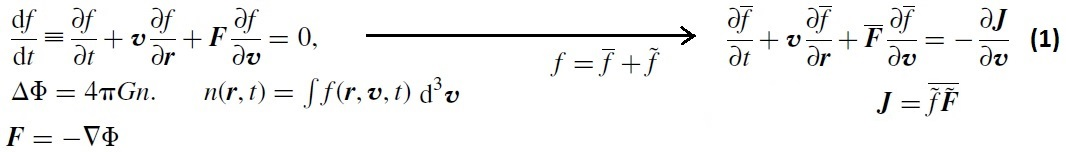 df/dt ≡ ∂f/∂t + v ∂f/∂r + F ∂f/∂v = 0,
f = f̅ + f̃
∂f̅/∂t + v ∂f̅/∂r + F̅ ∂f̅/∂v = − ∂J/∂v (1)
ΔΦ = 4πGn. n(r, t) = ∫ f(r, v, t) d³v
J = \overline{f̃F̃}
F = −∇Φ